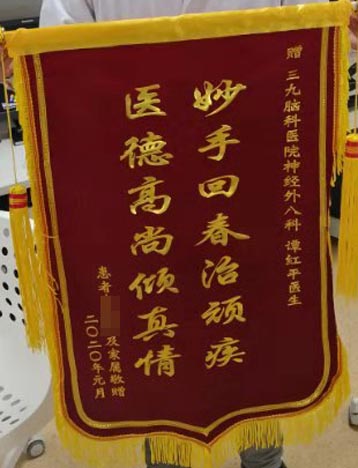 赠 三九脑科医院神经外八科 谭红平医生
妙手回春治顽疾
医德高尚倾真情
患者 及家属敬赠
二〇二〇年元月